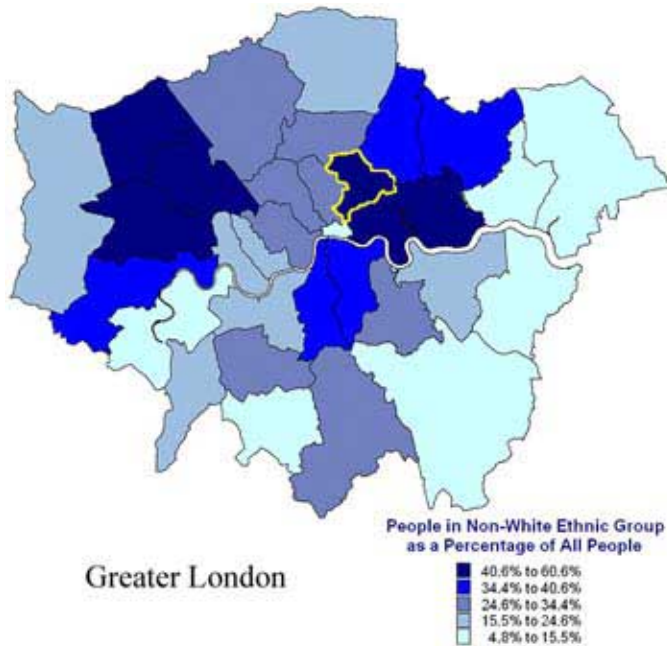 People in Non-White Ethnic Group
as a Percentage of All People
40.6% to 60.6%
34.4% to 40.6%
24.6% to 34.4%
15.5% to 24.6%
4.8% to 15.5%
Greater London